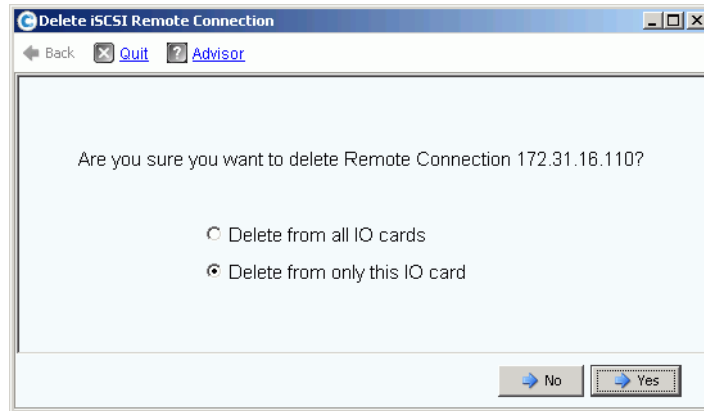 Delete iSCSI Remote Connection
Back Quit ? Advisor
Are you sure you want to delete Remote Connection 172.31.16.110?
Delete from all IO cards
Delete from only this IO card
No Yes